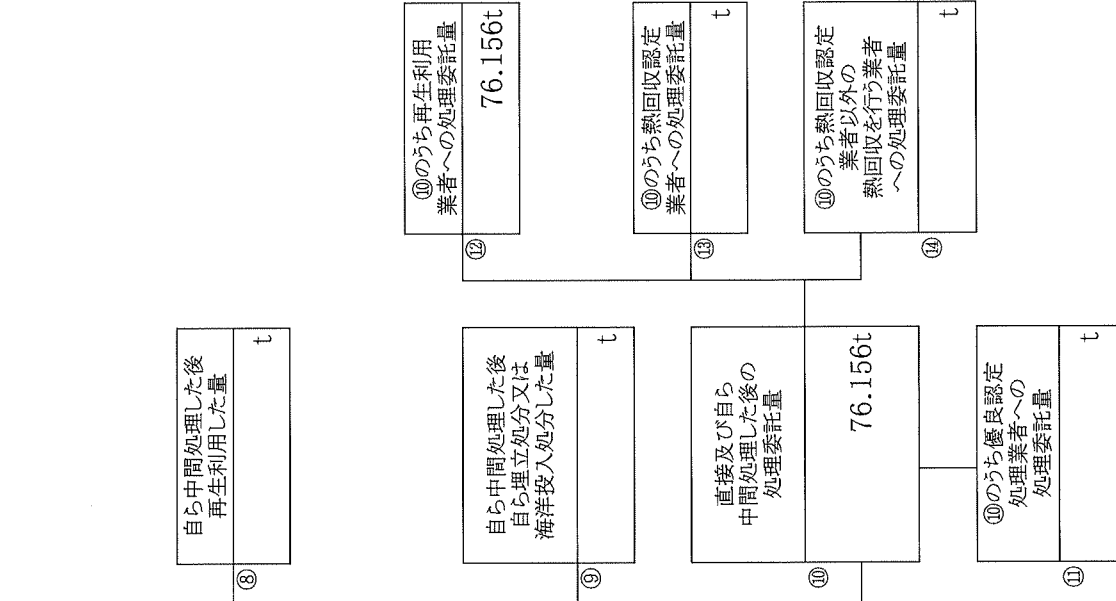 ⑧
自ら中間処理した後
再生利用した量
t
⑨
自ら中間処理した後
自ら埋立処分又は
海洋投入処分した量
t
⑩
直接及び自ら
中間処理した後の
処理委託量
76.156t
⑪
⑩のうち優良認定
処理業者への
処理委託量
t
⑫
⑩のうち再生利用
業者への処理委託量
76.156t
⑬
⑩のうち熱回収認定
業者への処理委託量
t
⑭
⑩のうち熱回収認定
業者以外の
熱回収を行う業者
への処理委託量
t